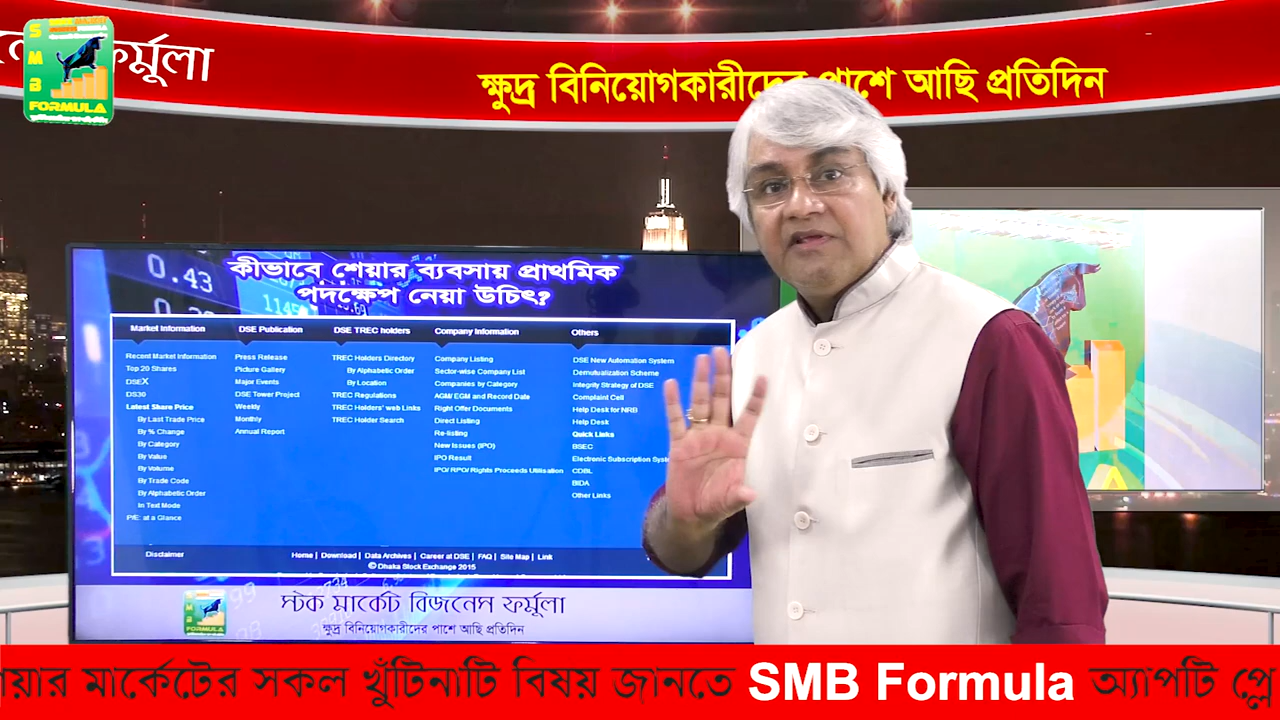 ফর্মূলা
SMB
FORMULA
ক্ষুদ্র বিনিয়োগকারীদের পাশে আছি প্রতিদিন
0.43
কীভাবে শেয়ার ব্যবসায় প্রাথমিক
পদক্ষেপ নেয়া উচিৎ?
Market Information
Recent Market Information
Top 20 Shares
DSEX
DS30
Latest Share Price
By Last Trade Price
By % Change
By Category
By Value
By Volume
By Trade Code
By Alphabetic Order
In Text Mode
P/E: at a Glance
DSE Publication
Press Release
Picture Gallery
Major Events
DSE Tower Project
Weekly
Monthly
Annual Report
DSE TREC holders
TREC Holders Directory
By Alphabetic Order
By Location
TREC Regulations
TREC Holders' web Links
TREC Holder Search
Company Information
Company Listing
Sector-wise Company List
Companies by Category
AGM/ EGM and Record Date
Right Offer Documents
Direct Listing
Re-listing
New Issues (IPO)
IPO Result
IPO/ RPO/ Rights Proceeds Utilisation
Others
DSE New Automation System
Demutualization Scheme
Integrity Strategy of DSE
Complaint Cell
Help Desk for NRB
Help Desk
Quick Links
BSEC
Electronic Subscription
CDBL
BIDA
Other Links
Disclaimer
Home | Download | Data Archives | Career at DSE | FAQ | Site Map | Link
© Dhaka Stock Exchange 2015
স্টক মার্কেট বিজনেস ফর্মূলা
ক্ষুদ্র বিনিয়োগকারীদের পাশে আছি প্রতিদিন
মার্কেটের সকল খুঁটিনাটি বিষয় জানতে SMB Formula অ্যাপটি